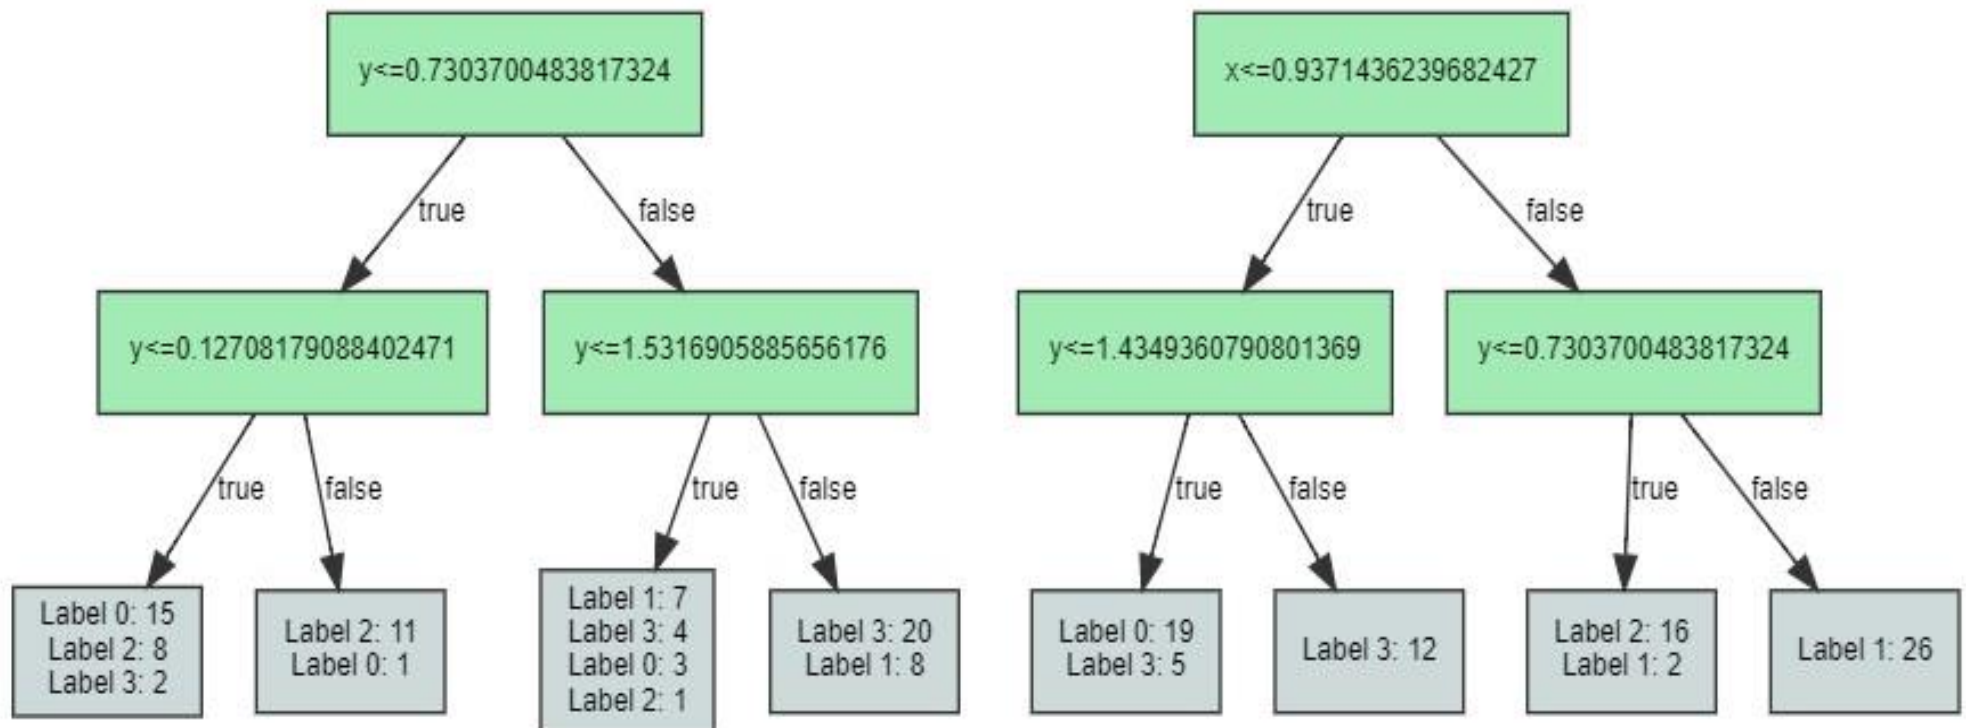 y<=0.7303700483817324
x<=0.9371436239682427
true
false
true
false
y<=0.12708179088402471
y<=1.5316905885656176
y<=1.4349360790801369
y<=0.7303700483817324
true
false
true
false
true
false
true
false
Label 0: 15
Label 2: 8
Label 3: 2
Label 2: 11
Label 0: 1
Label 1: 7
Label 3: 4
Label 0: 3
Label 2: 1
Label 3: 20
Label 1: 8
Label 0: 19
Label 3: 5
Label 3: 12
Label 2: 16
Label 1: 2
Label 1: 26